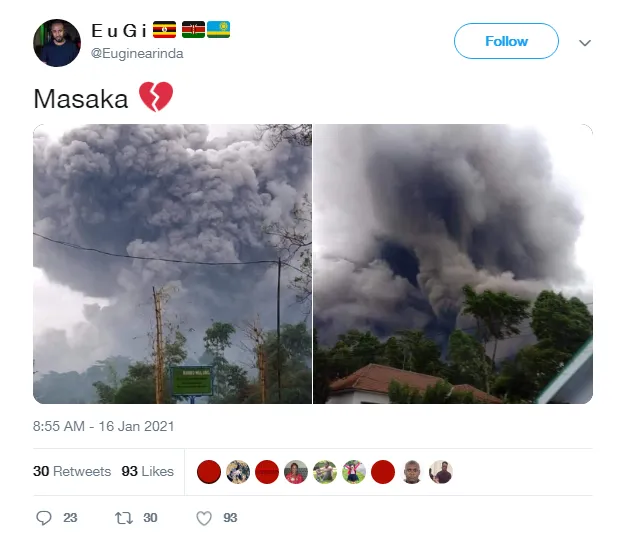 E u G i
@Euginearinda
Follow
Masaka
8:55 AM - 16 Jan 2021
30 Retweets 93 Likes
23 30 93